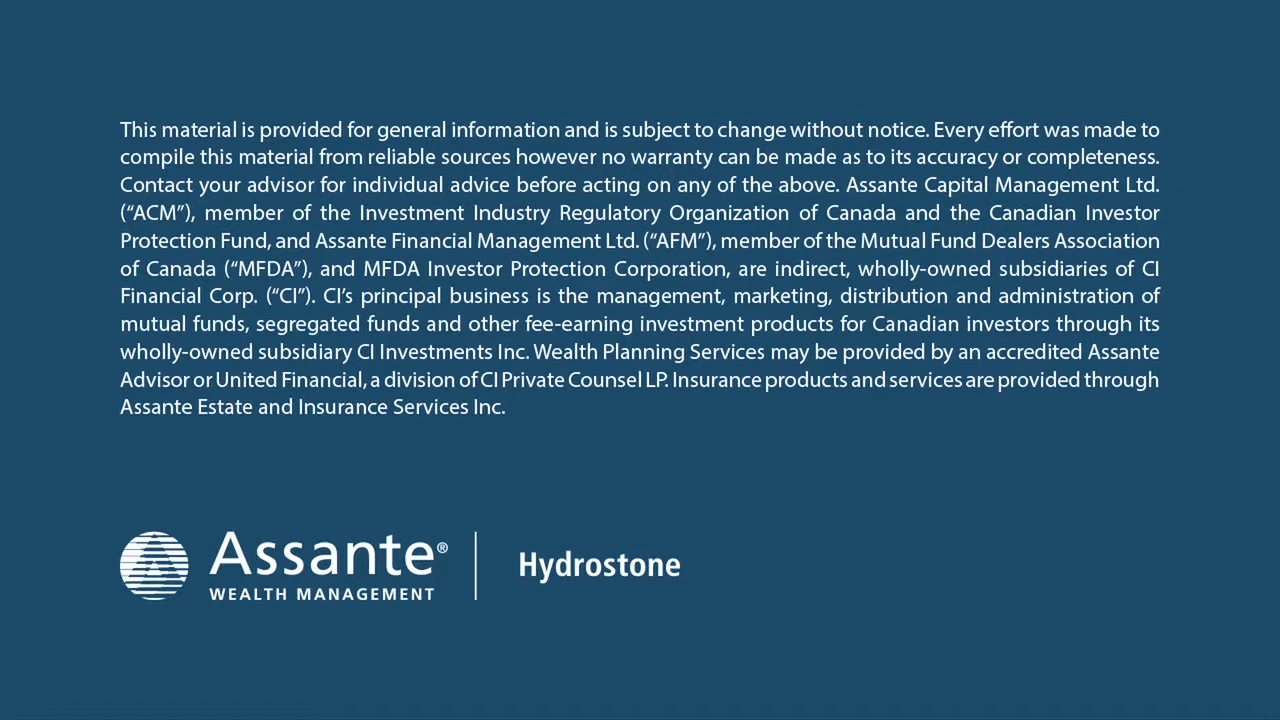 This material is provided for general information and is subject to change without notice. Every effort was made to
compile this material from reliable sources however no warranty can be made as to its accuracy or completeness.
Contact your advisor for individual advice before acting on any of the above. Assante Capital Management Ltd.
(“ACM”), member of the Investment Industry Regulatory Organization of Canada and the Canadian Investor
Protection Fund, and Assante Financial Management Ltd. (“AFM”), member of the Mutual Fund Dealers Association
of Canada (“MFDA”), and MFDA Investor Protection Corporation, are indirect, wholly-owned subsidiaries of CI
Financial Corp. (“CI”). CI’s principal business is the management, marketing, distribution and administration of
mutual funds, segregated funds and other fee-earning investment products for Canadian investors through its
wholly-owned subsidiary CI Investments Inc. Wealth Planning Services may be provided by an accredited Assante
Advisor or United Financial, a division of CI Private Counsel LP. Insurance products and services are provided through
Assante Estate and Insurance Services Inc.
Assante®
WEALTH MANAGEMENT
Hydrostone